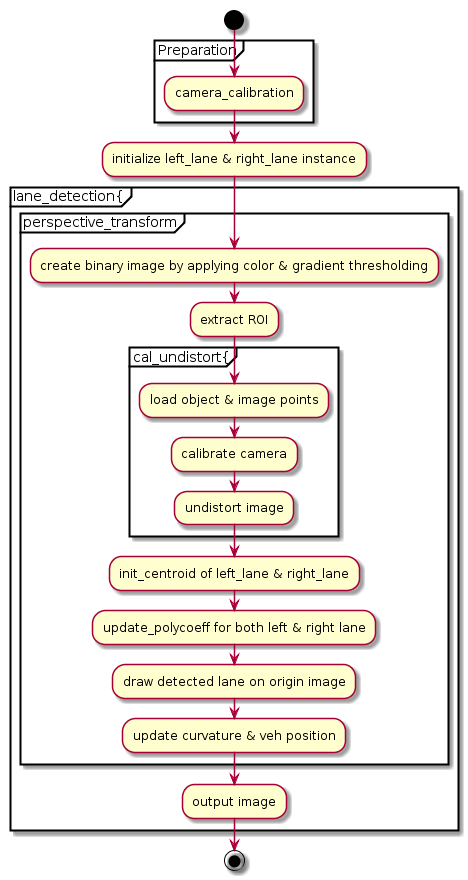 Preparation
camera_calibration
initialize left_lane & right_lane instance
lane_detection{
perspective_transform
create binary image by applying color & gradient thresholding
extract ROI
cal_undistort{
load object & image points
calibrate camera
undistort image
init_centroid of left_lane & right_lane
update_polycoeff for both left & right lane
draw detected lane on origin image
update curvature & veh position
output image